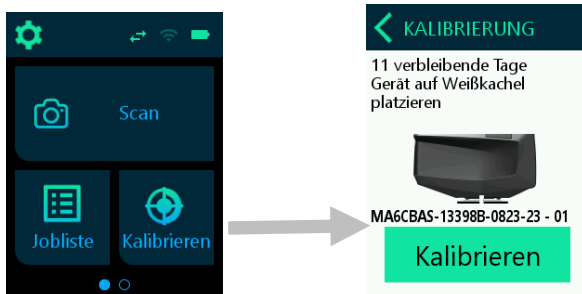 Scan
Jobliste
Kalibrieren
KALIBRIERUNG
11 verbleibende Tage
Gerät auf Weißkachel
platzieren
MA6CBAS-13398B-0823-23 - 01
Kalibrieren